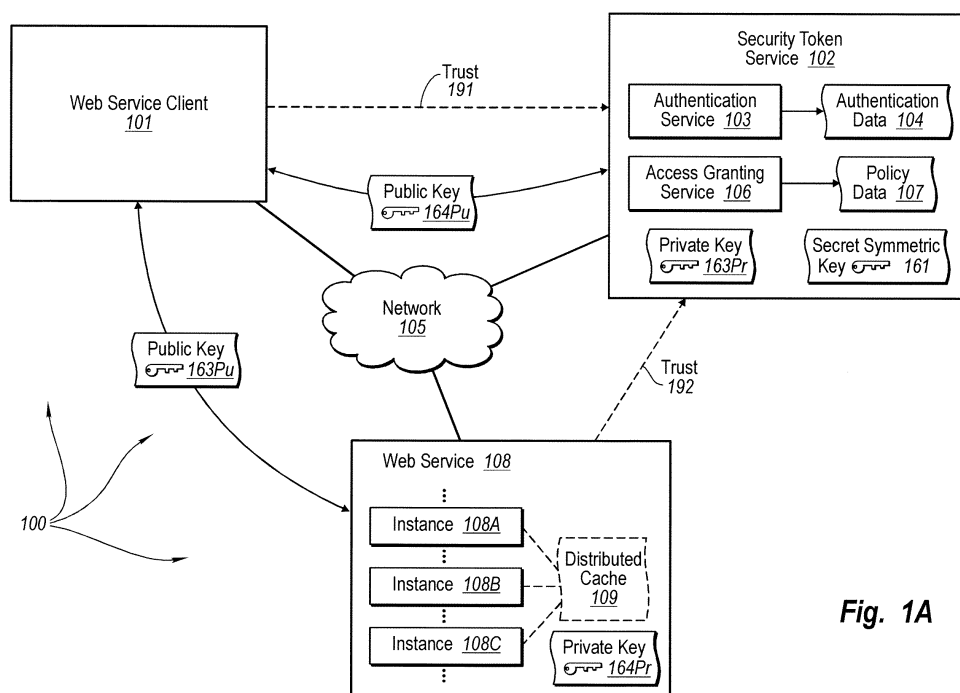 Web Service Client
101
Trust
191
Security Token
Service 102
Authentication
Service 103
Authentication
Data 104
Access Granting
Service 106
Policy
Data 107
Private Key
163Pr
Secret Symmetric
Key 161
Public Key
164Pu
Network
105
Public Key
163Pu
Trust
192
100
Web Service 108
Instance 108A
Instance 108B
Instance 108C
Distributed
Cache
109
Private Key
164Pr
Fig. 1A